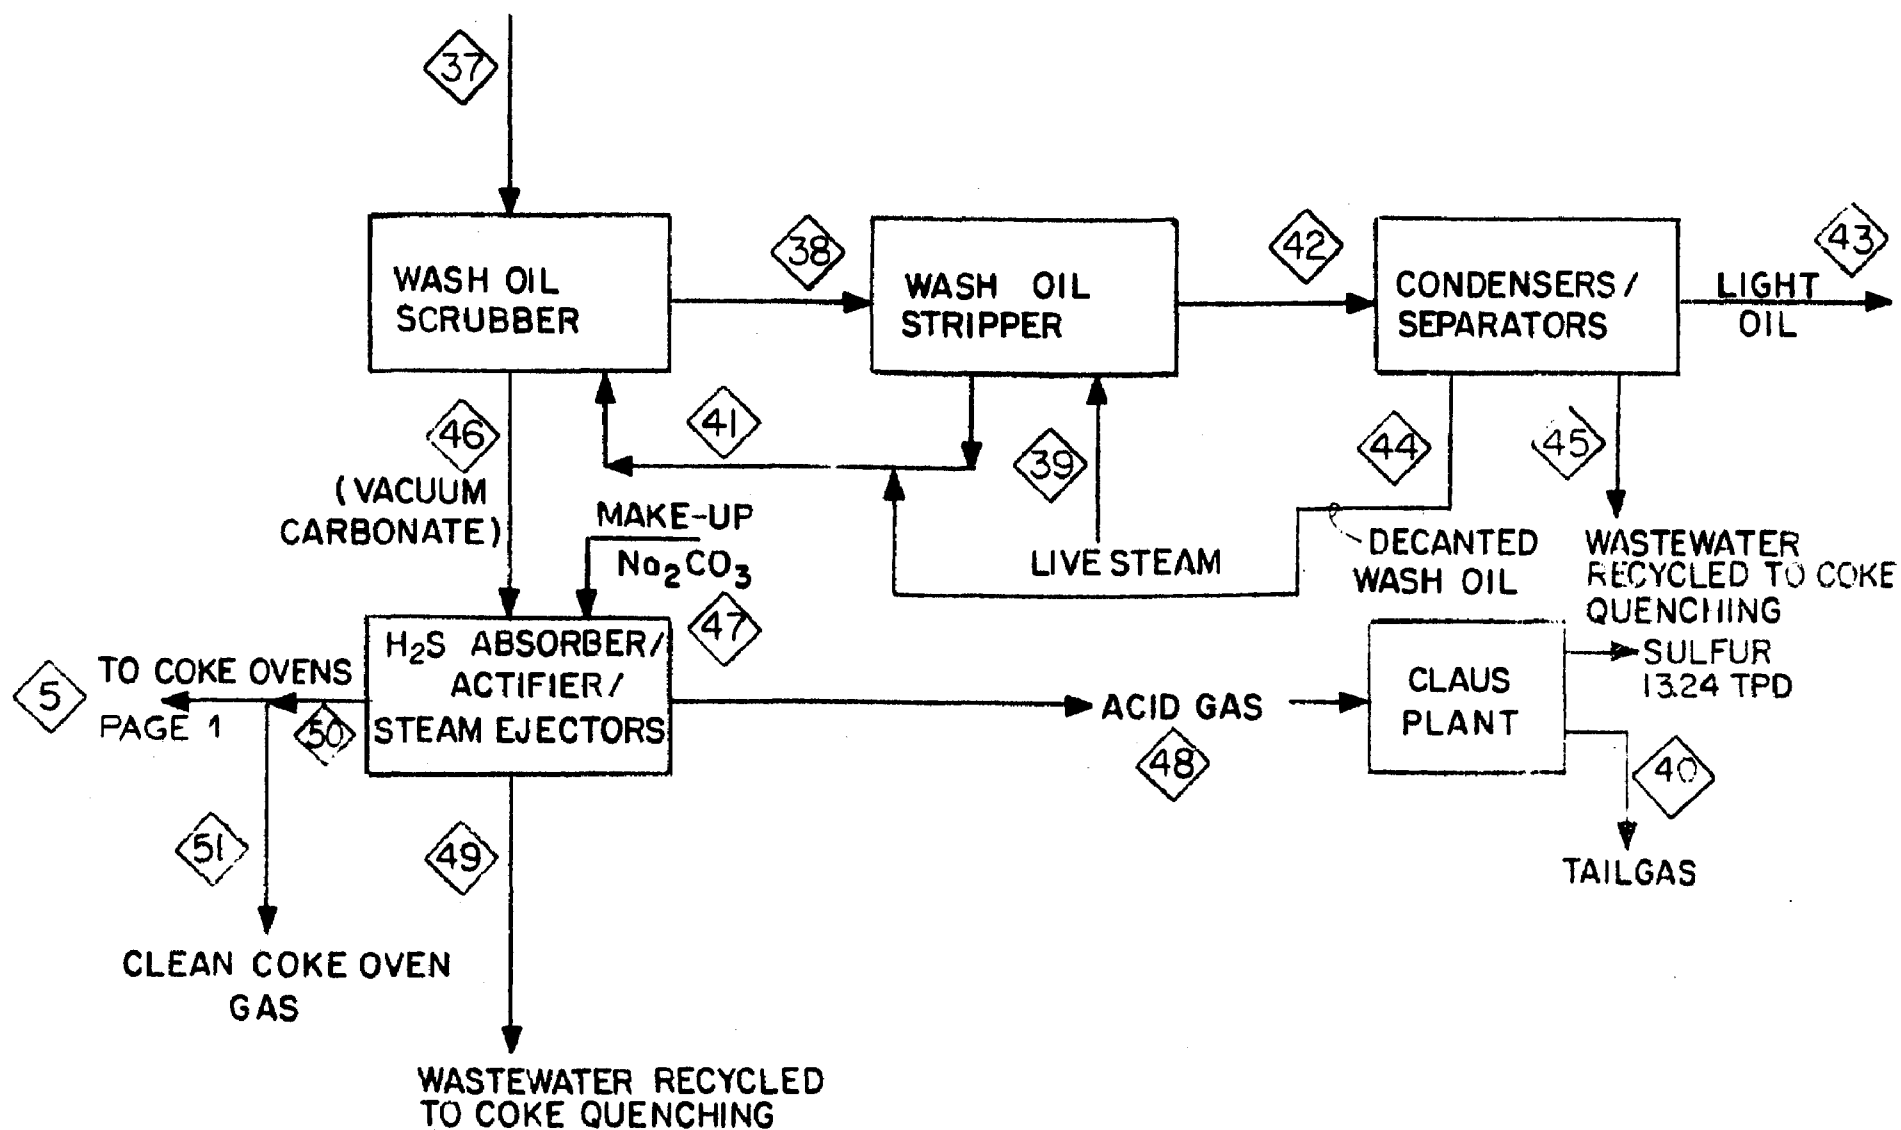 37
38
42
43
WASH OIL
SCRUBBER
WASH OIL
STRIPPER
CONDENSERS/
SEPARATORS
LIGHT
OIL
46
41
39
44
45
(VACUUM
CARBONATE)
MAKE-UP
Na2CO3
LIVE STEAM
DECANTED
WASH OIL
WASTEWATER
RECYCLED TO COKE
QUENCHING
47
5
TO COKE OVENS
PAGE 1
50
H2S ABSORBER/
ACTIFIER/
STEAM EJECTORS
ACID GAS
48
CLAUS
PLANT
SULFUR
13.24 TPD
40
TAILGAS
51
49
CLEAN COKE OVEN
GAS
WASTEWATER RECYCLED
TO COKE QUENCHING